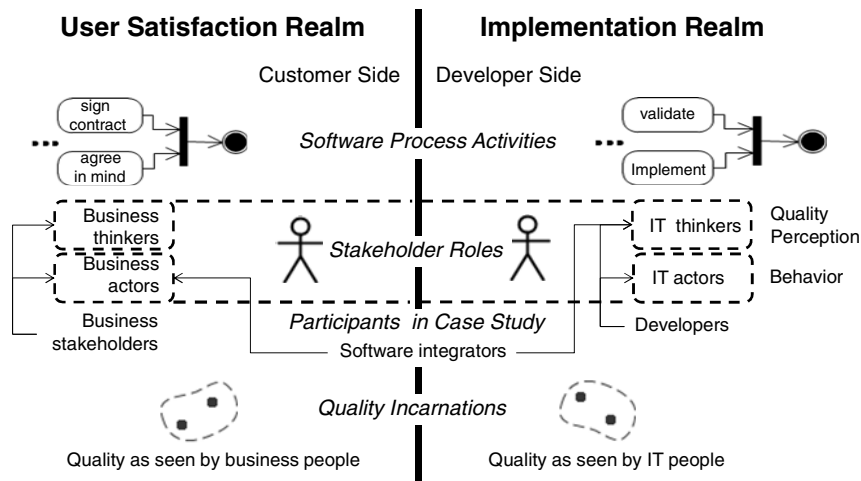 User Satisfaction Realm
Implementation Realm
Customer Side
Developer Side
sign
contract
agree
in mind
Software Process Activities
validate
Implement
Business
thinkers
Business
actors
Business
stakeholders
Stakeholder Roles
IT thinkers
IT actors
Quality
Perception
Behavior
Participants in Case Study
Developers
Software integrators
Quality Incarnations
Quality as seen by business people
Quality as seen by IT people